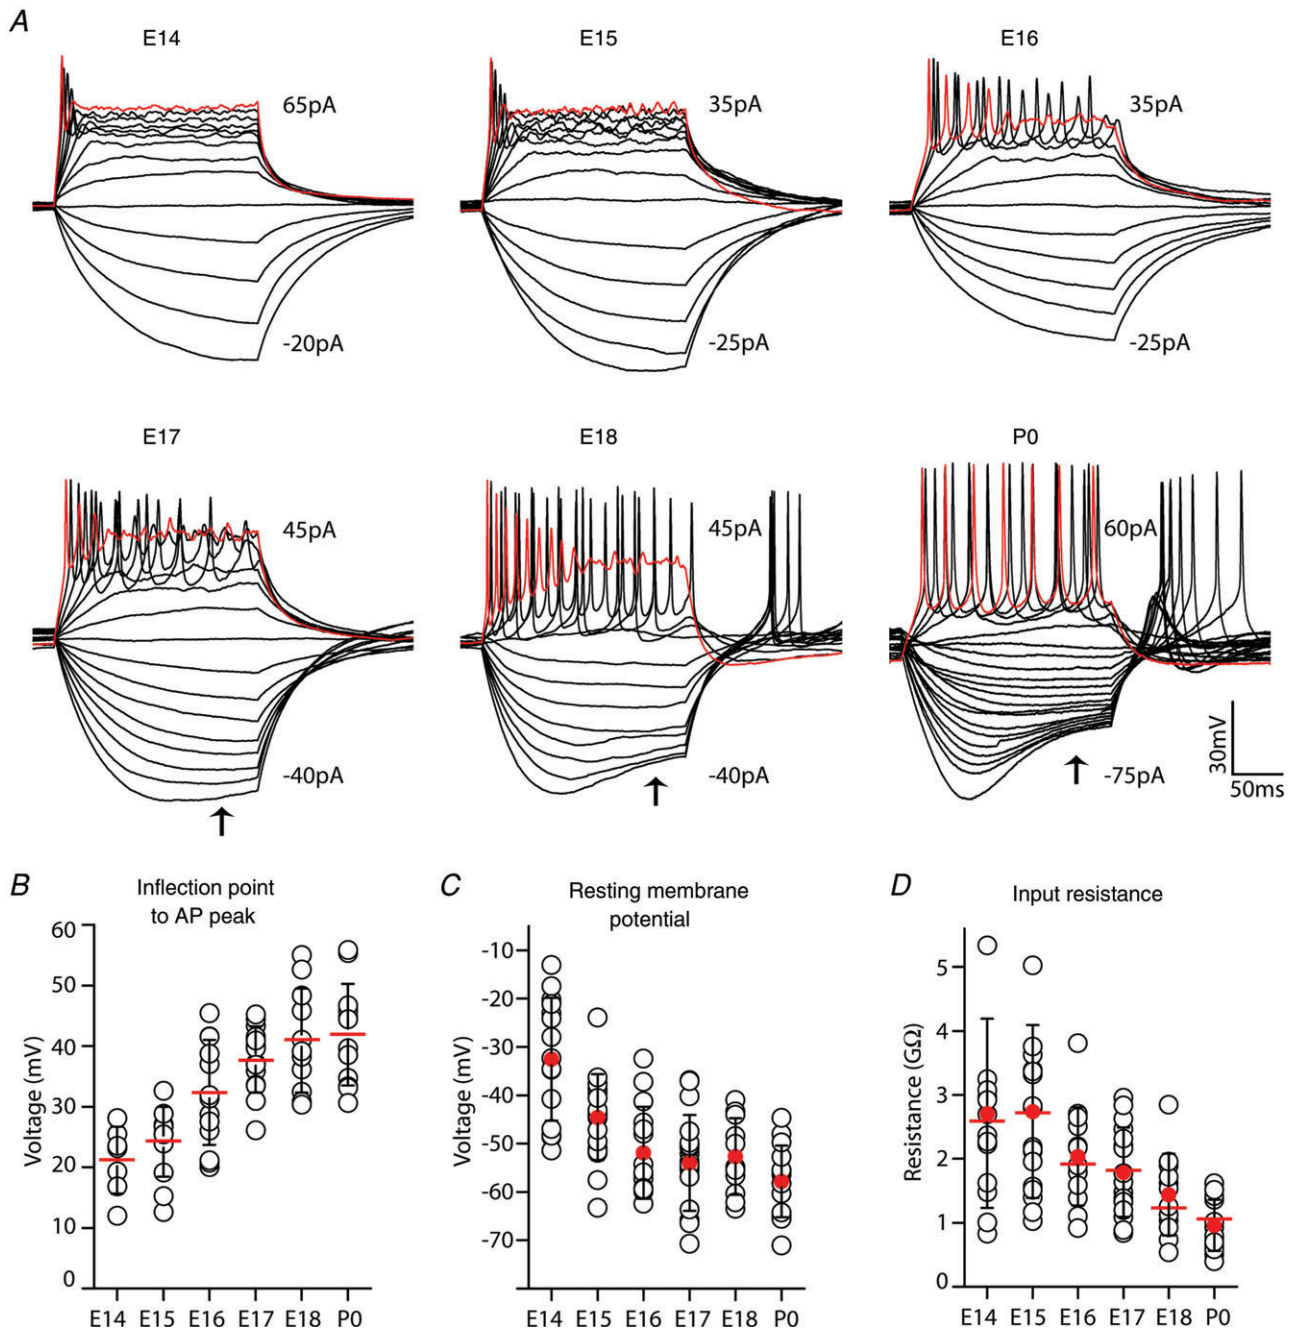 A
E14
E15
E16
65pA
35pA
35pA
-20pA
-25pA
-25pA
E17
E18
P0
45pA
45pA
60pA
-40pA
-40pA
-75pA
30mV
50ms
B
Inflection point
to AP peak
Voltage (mV)
60
50
40
30
20
10
0
E14 E15 E16 E17 E18 P0
C
Resting membrane
potential
Voltage (mV)
-10
-20
-30
-40
-50
-60
-70
E14 E15 E16 E17 E18 P0
D
Input resistance
Resistance (GΩ)
5
4
3
2
1
0
E14 E15 E16 E17 E18 P0